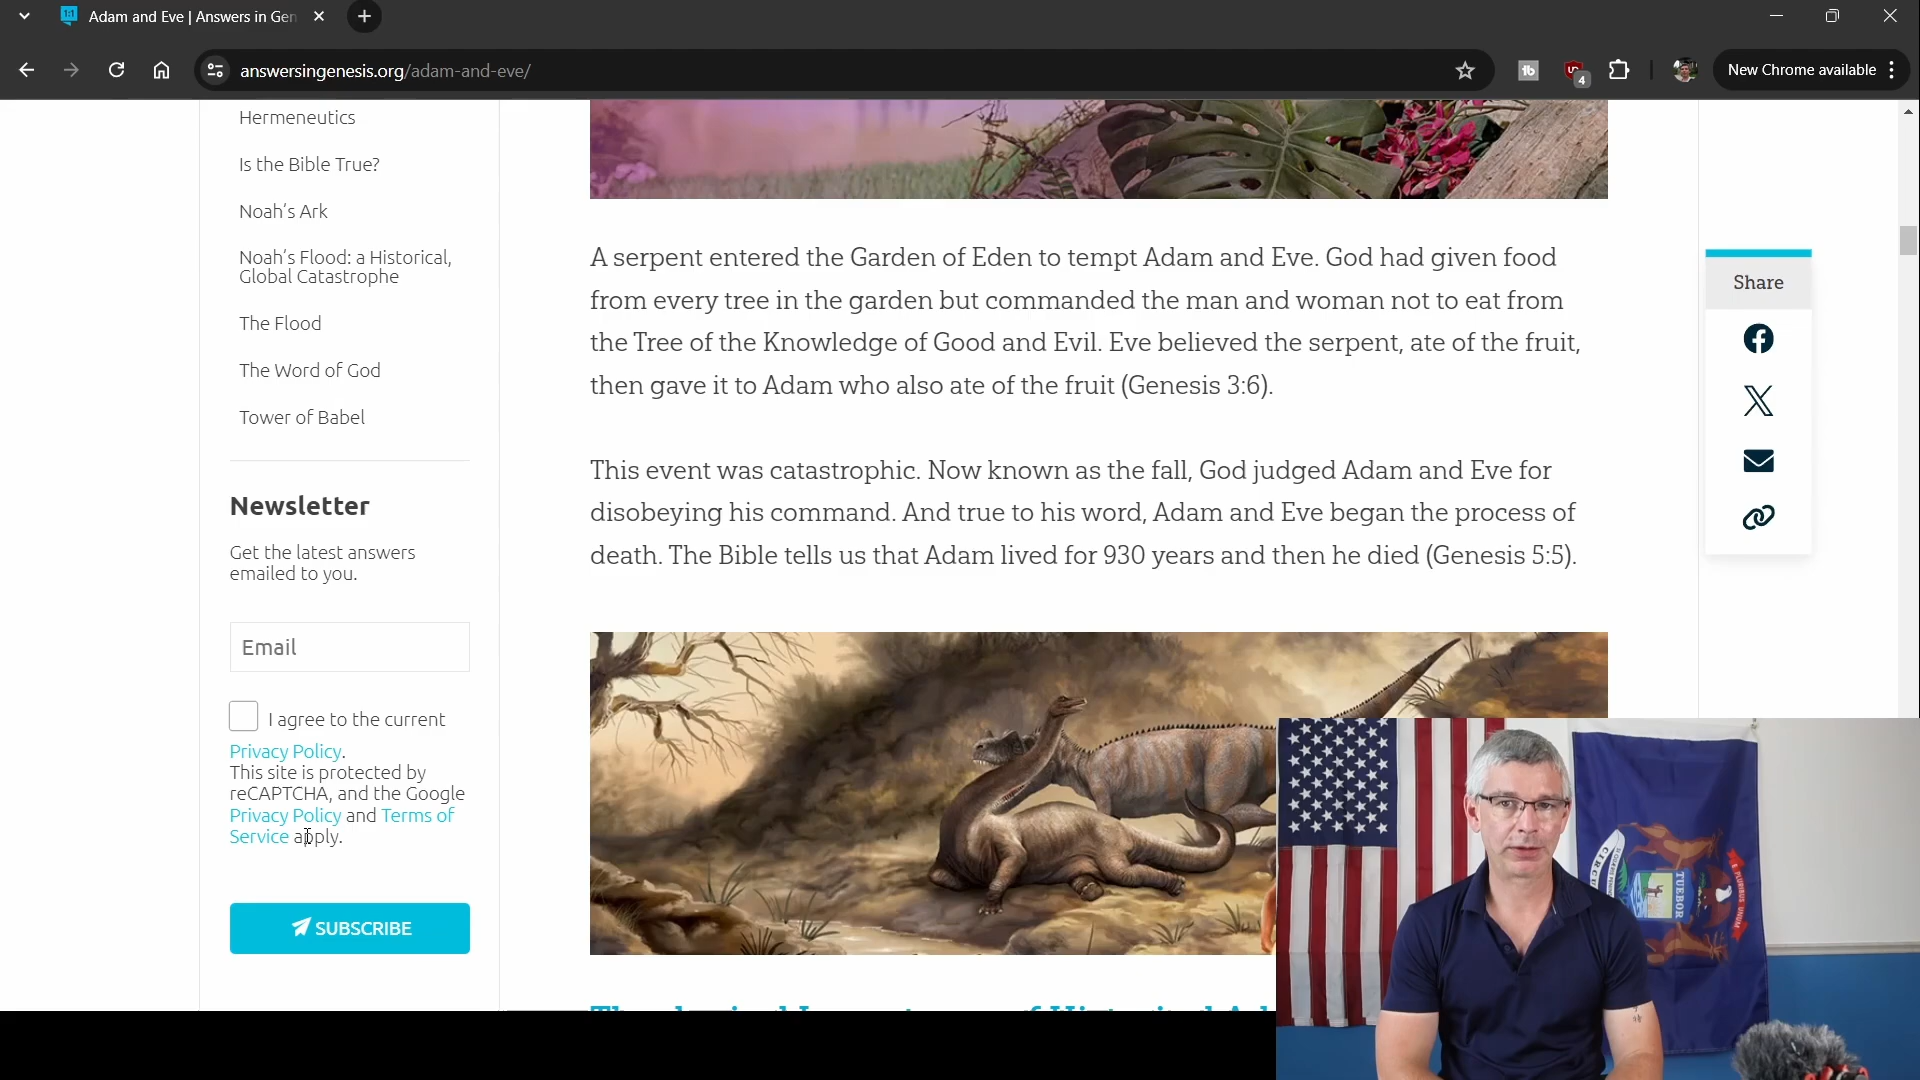 Adam and Eve | Answers in Gen
answersingenesis.org/adam-and-eve/
4
New Chrome available
Hermeneutics
Is the Bible True?
Noah's Ark
Noah's Flood: a Historical,
Global Catastrophe
The Flood
The Word of God
Tower of Babel
Newsletter
Get the latest answers
emailed to you.
Email
I agree to the current
Privacy Policy.
This site is protected by
reCAPTCHA, and the Google
Privacy Policy and Terms of
Service apply.
SUBSCRIBE
A serpent entered the Garden of Eden to tempt Adam and Eve. God had given food
from every tree in the garden but commanded the man and woman not to eat from
the Tree of the Knowledge of Good and Evil. Eve believed the serpent, ate of the fruit,
then gave it to Adam who also ate of the fruit (Genesis 3:6).
This event was catastrophic. Now known as the fall, God judged Adam and Eve for
disobeying his command. And true to his word, Adam and Eve began the process of
death. The Bible tells us that Adam lived for 930 years and then he died (Genesis 5:5).
Share
TUEBOR
E PLURIBUS UNUM